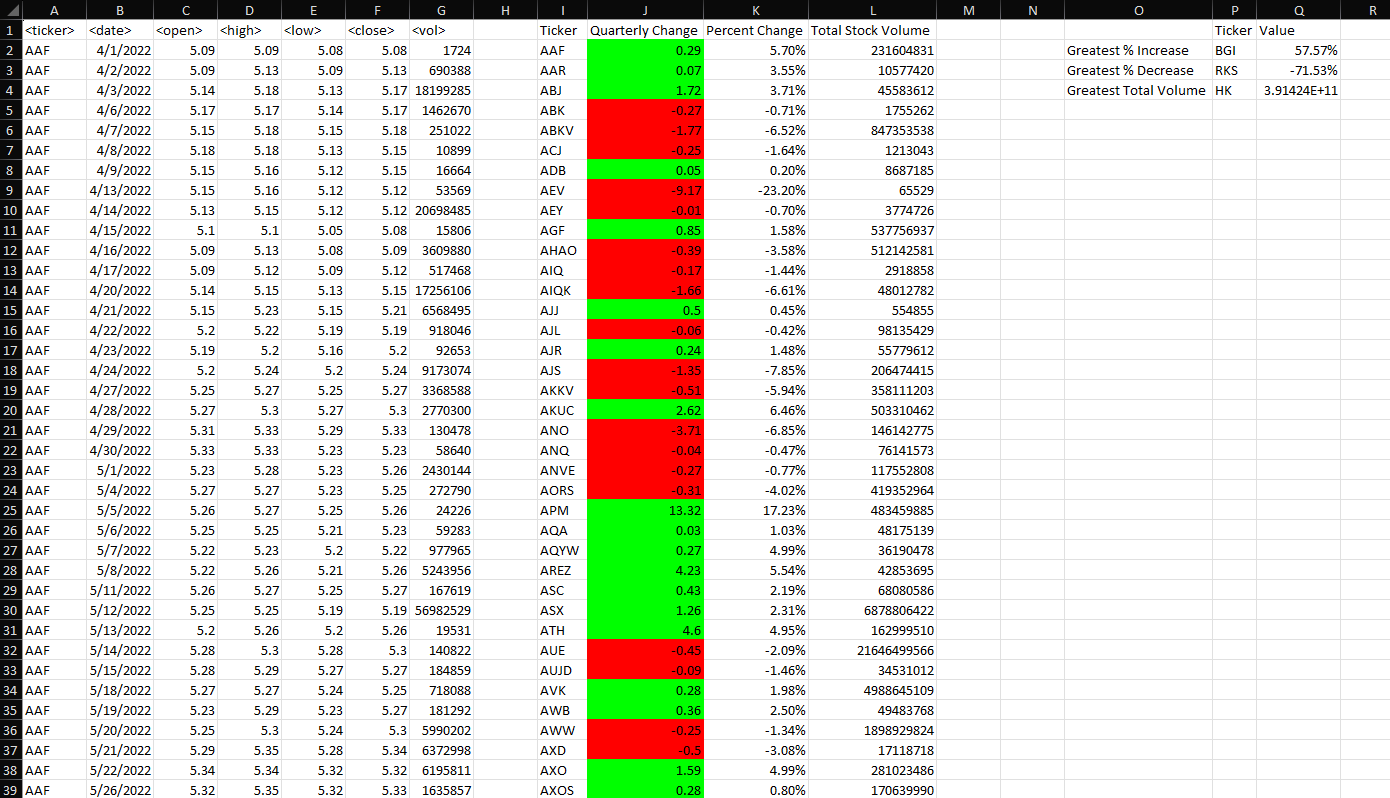 A B C D E F G H I J K L M N O P Q R
1 <ticker> <date> <open> <high> <low> <close> <vol> Ticker Quarterly Change Percent Change Total Stock Volume Ticker Value
2 AAF 4/1/2022 5.09 5.09 5.08 5.08 1724 AAF 0.29 5.70% 231604831 Greatest % Increase BGI 57.57%
3 AAF 4/2/2022 5.09 5.13 5.09 5.13 690388 AAR 0.07 3.55% 10577420 Greatest % Decrease RKS -71.53%
4 AAF 4/3/2022 5.14 5.18 5.13 5.17 18199285 ABJ 1.72 3.71% 45583612 Greatest Total Volume HK 3.91424E+11
5 AAF 4/6/2022 5.17 5.17 5.14 5.17 1462670 ABK -0.27 -0.71% 1755262
6 AAF 4/7/2022 5.15 5.18 5.15 5.18 251022 ABKV -1.77 -6.52% 847353538
7 AAF 4/8/2022 5.18 5.18 5.13 5.15 10899 ACJ -0.25 -1.64% 1213043
8 AAF 4/9/2022 5.15 5.16 5.12 5.15 16664 ADB 0.05 0.20% 8687185
9 AAF 4/13/2022 5.15 5.16 5.12 5.12 53569 AEV -9.17 -23.20% 65529
10 AAF 4/14/2022 5.13 5.15 5.12 5.12 20698485 AEY -0.01 -0.70% 3774726
11 AAF 4/15/2022 5.1 5.1 5.05 5.08 15806 AGF 0.85 1.58% 537756937
12 AAF 4/16/2022 5.09 5.13 5.08 5.09 3609880 AHAO -0.39 -3.58% 512142581
13 AAF 4/17/2022 5.09 5.12 5.09 5.12 517468 AIQ -0.17 -1.44% 2918858
14 AAF 4/20/2022 5.14 5.15 5.13 5.15 17256106 AIQK -1.66 -6.61% 48012782
15 AAF 4/21/2022 5.15 5.23 5.15 5.21 6568495 AJJ 0.5 0.45% 554855
16 AAF 4/22/2022 5.2 5.22 5.19 5.19 918046 AJL -0.06 -0.42% 98135429
17 AAF 4/23/2022 5.19 5.2 5.16 5.2 92653 AJR 0.24 1.48% 55779612
18 AAF 4/24/2022 5.2 5.24 5.2 5.24 9173074 AJS -1.35 -7.85% 206474415
19 AAF 4/27/2022 5.25 5.27 5.25 5.27 3368588 AKKV -0.51 -5.94% 358111203
20 AAF 4/28/2022 5.27 5.3 5.27 5.3 2770300 AKUC 2.62 6.46% 503310462
21 AAF 4/29/2022 5.31 5.33 5.29 5.33 130478 ANO -3.71 -6.85% 146142775
22 AAF 4/30/2022 5.33 5.33 5.23 5.23 58640 ANQ -0.04 -0.47% 76141573
23 AAF 5/1/2022 5.23 5.28 5.23 5.26 2430144 ANVE -0.27 -0.77% 117552808
24 AAF 5/4/2022 5.27 5.27 5.23 5.25 272790 AORS -0.31 -4.02% 419352964
25 AAF 5/5/2022 5.26 5.27 5.25 5.26 24226 APM 13.32 17.23% 483459885
26 AAF 5/6/2022 5.25 5.25 5.21 5.23 59283 AQA 0.03 1.03% 48175139
27 AAF 5/7/2022 5.22 5.23 5.2 5.22 977965 AQYW 0.27 4.99% 36190478
28 AAF 5/8/2022 5.22 5.26 5.21 5.26 5243956 AREZ 4.23 5.54% 42853695
29 AAF 5/11/2022 5.26 5.27 5.25 5.27 167619 ASC 0.43 2.19% 68080586
30 AAF 5/12/2022 5.25 5.25 5.19 5.19 56982529 ASX 1.26 2.31% 6878806422
31 AAF 5/13/2022 5.2 5.26 5.2 5.26 19531 ATH 4.6 4.95% 162999510
32 AAF 5/14/2022 5.28 5.3 5.28 5.3 140822 AUE -0.45 -2.09% 21646499566
33 AAF 5/15/2022 5.28 5.29 5.27 5.27 184859 AUJD -0.09 -1.46% 34531012
34 AAF 5/18/2022 5.27 5.27 5.24 5.25 718088 AVK 0.28 1.98% 4988645109
35 AAF 5/19/2022 5.23 5.29 5.23 5.27 181292 AWB 0.36 2.50% 49483768
36 AAF 5/20/2022 5.25 5.3 5.24 5.3 5990202 AWW -0.25 -1.34% 1898929824
37 AAF 5/21/2022 5.29 5.35 5.28 5.34 6372998 AXD -0.5 -3.08% 17118718
38 AAF 5/22/2022 5.34 5.34 5.32 5.32 6195811 AXO 1.59 4.99% 281023486
39 AAF 5/26/2022 5.32 5.35 5.32 5.33 1635857 AXOS 0.28 0.80% 170639990